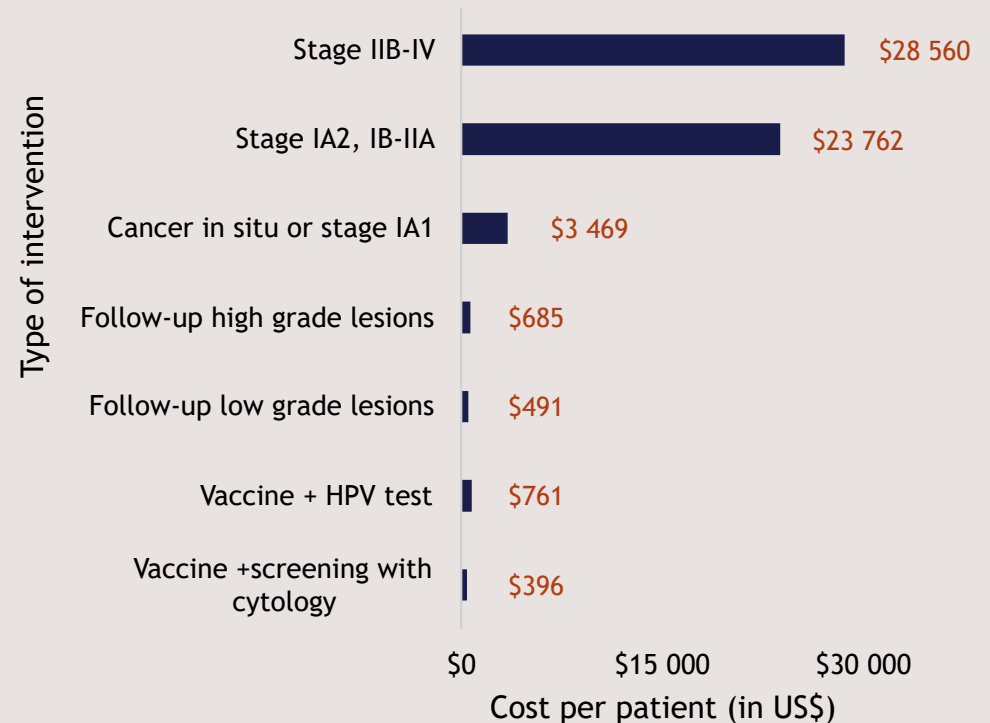 Type of intervention
Stage IIB-IV
$28 560
Stage IA2, IB-IIA
$23 762
Cancer in situ or stage IA1
$3 469
Follow-up high grade lesions
$685
Follow-up low grade lesions
$491
Vaccine + HPV test
$761
Vaccine +screening with
cytology
$396
$0
$15 000
$30 000
Cost per patient (in US$)